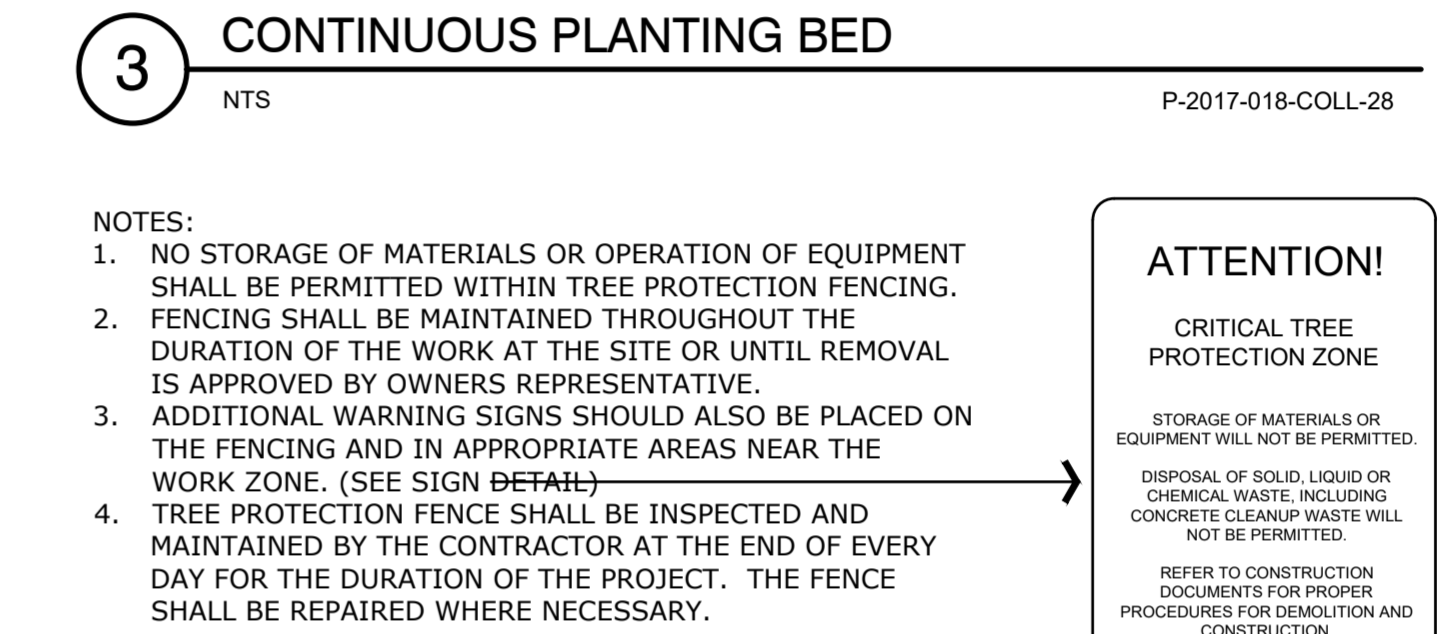 3
CONTINUOUS PLANTING BED
NTS
P-2017-018-COLL-28
NOTES:
1. NO STORAGE OF MATERIALS OR OPERATION OF EQUIPMENT
SHALL BE PERMITTED WITHIN TREE PROTECTION FENCING.
2. FENCING SHALL BE MAINTAINED THROUGHOUT THE
DURATION OF THE WORK AT THE SITE OR UNTIL REMOVAL
IS APPROVED BY OWNERS REPRESENTATIVE.
3. ADDITIONAL WARNING SIGNS SHOULD ALSO BE PLACED ON
THE FENCING AND IN APPROPRIATE AREAS NEAR THE
WORK ZONE. (SEE SIGN DETAIL)
4. TREE PROTECTION FENCE SHALL BE INSPECTED AND
MAINTAINED BY THE CONTRACTOR AT THE END OF EVERY
DAY FOR THE DURATION OF THE PROJECT. THE FENCE
SHALL BE REPAIRED WHERE NECESSARY.
ATTENTION!
CRITICAL TREE
PROTECTION ZONE
STORAGE OF MATERIALS OR
EQUIPMENT WILL NOT BE PERMITTED.
DISPOSAL OF SOLID, LIQUID OR
CHEMICAL WASTE, INCLUDING
CONCRETE CLEANUP WASTE WILL
NOT BE PERMITTED.
REFER TO CONSTRUCTION
DOCUMENTS FOR PROPER
PROCEDURES FOR DEMOLITION AND
CONSTRUCTION